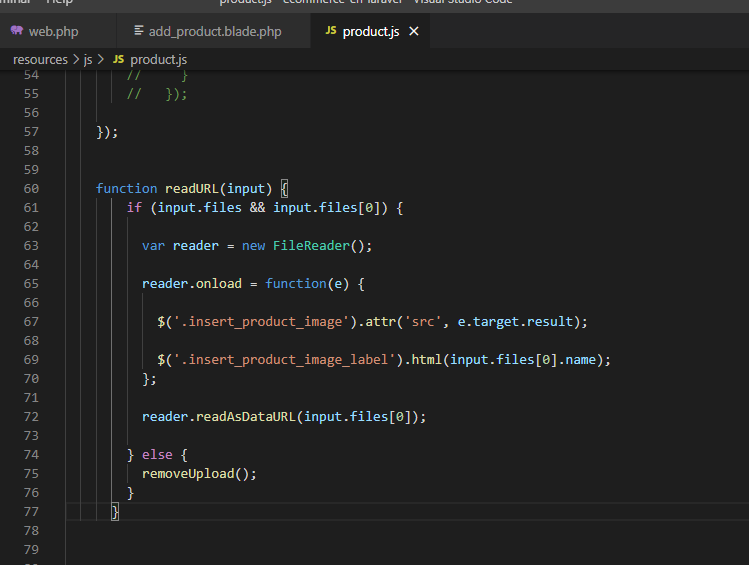 Help
product.js - ecommerce-en-laravel - Visual Studio Code
web.php
add_product.blade.php
JS product.js
resources > js > JS product.js
54 // }
55 // });
56
57 });
58
59
60 function readURL(input) {
61 if (input.files && input.files[0]) {
62
63 var reader = new FileReader();
64
65 reader.onload = function(e) {
66
67 $('.insert_product_image').attr('src', e.target.result);
68
69 $('.insert_product_image_label').html(input.files[0].name);
70 };
71
72 reader.readAsDataURL(input.files[0]);
73
74 } else {
75 removeUpload();
76 }
77 }
78
79